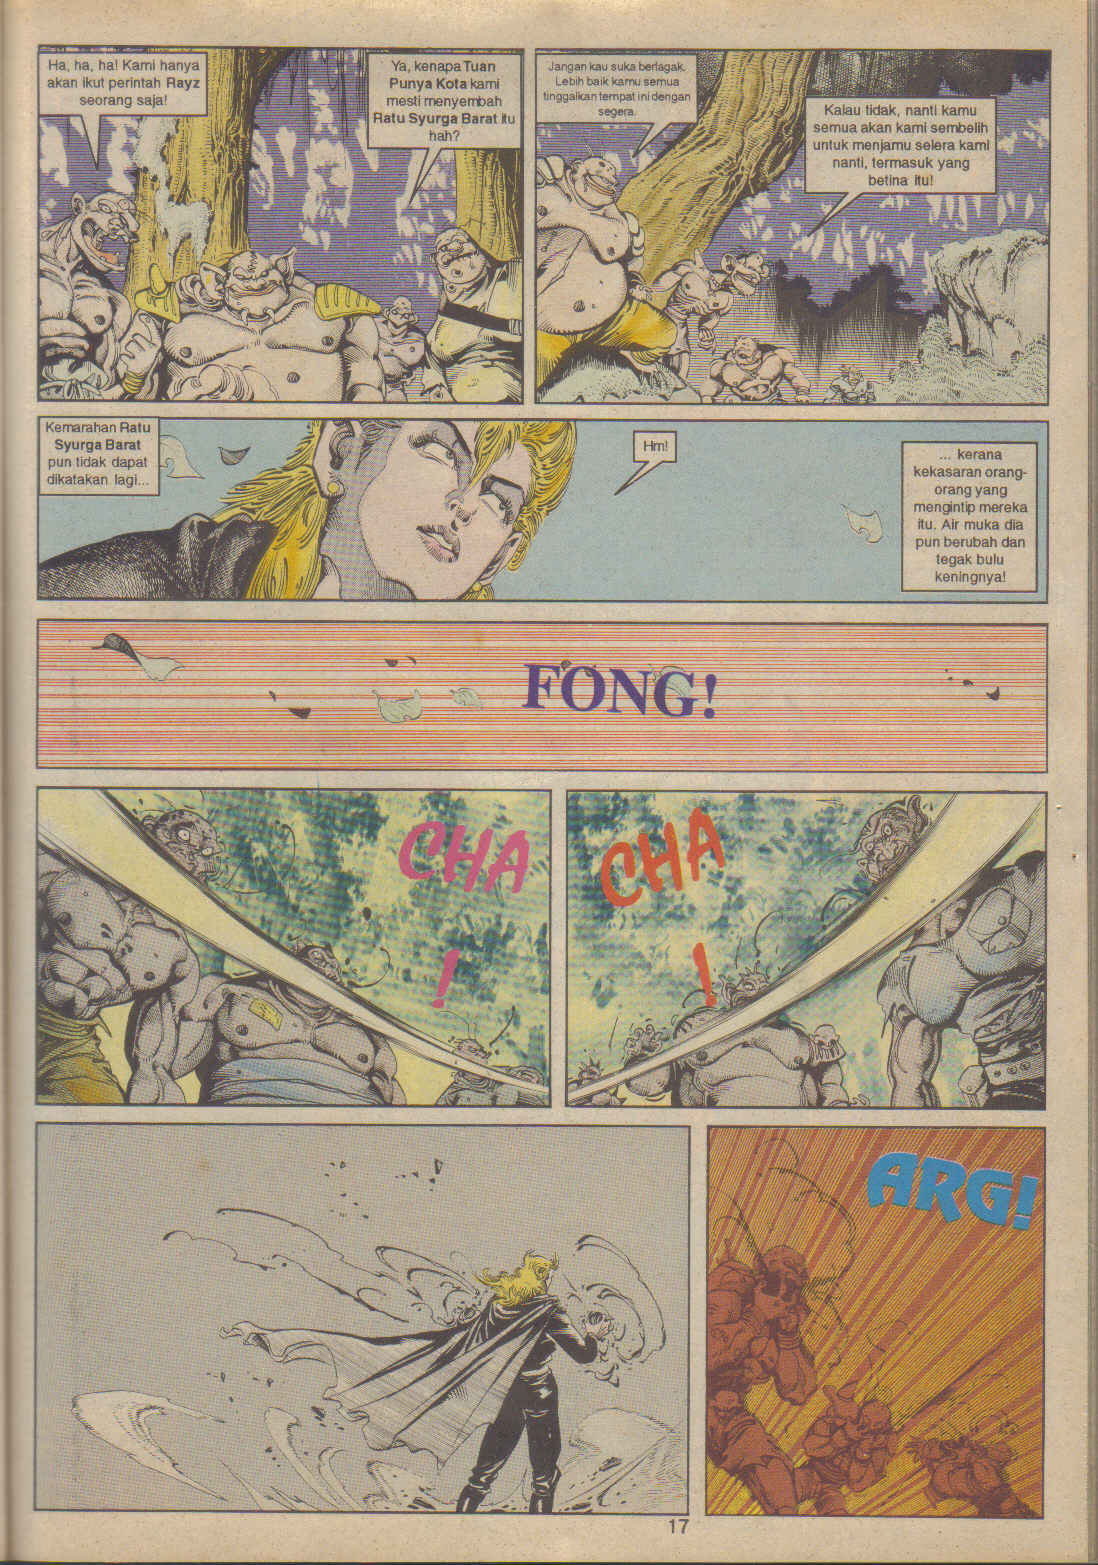 Ha, ha, ha! Kami hanya
akan ikut perintah Rayz
seorang saja!
Ya, kenapa Tuan
Punya Kota kami
mesti menyembah
Ratu Syurga Barat itu
hah?
Jangan kau suka berlagak.
Lebih baik kamu semua
tinggalkan tempat ini dengan
segera.
Kalau tidak, nanti kamu
semua akan kami sembelih
untuk menjamu selera kami
nanti, termasuk yang
betina itu!
Kemarahan Ratu
Syurga Barat
pun tidak dapat
dikatakan lagi...
Hm!
... kerana
kekasaran orang-
orang yang
mengintip mereka
itu. Air muka dia
pun berubah dan
tegak bulu
keningnya!
FONG!
CHA
!
CHA
!
ARG!
17